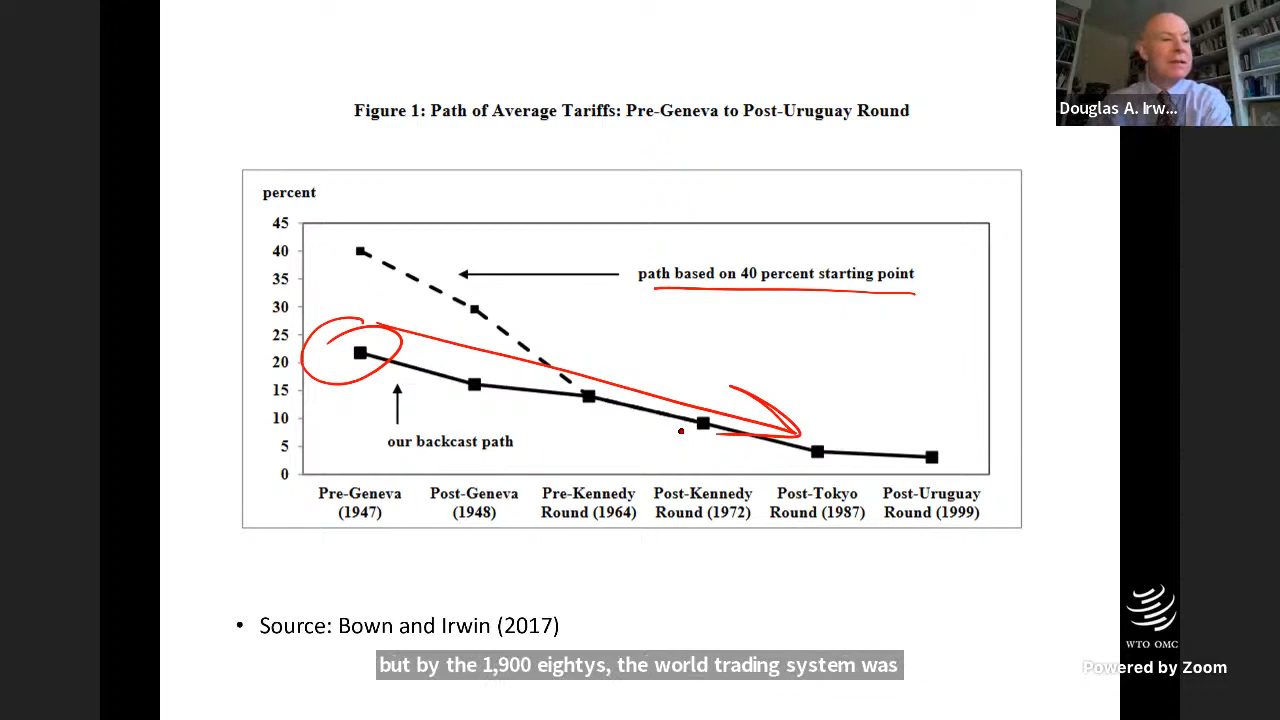 Figure 1: Path of Average Tariffs: Pre-Geneva to Post-Uruguay Round
Douglas A. Irw...
percent
45
40
35
30
25
20
15
10
5
0
path based on 40 percent starting point
our backcast path
Pre-Geneva (1947)
Post-Geneva (1948)
Pre-Kennedy Round (1964)
Post-Kennedy Round (1972)
Post-Tokyo Round (1987)
Post-Uruguay Round (1999)
• Source: Bown and Irwin (2017)
but by the 1,900 eightys, the world trading system was
WTO OMC
Powered by Zoom